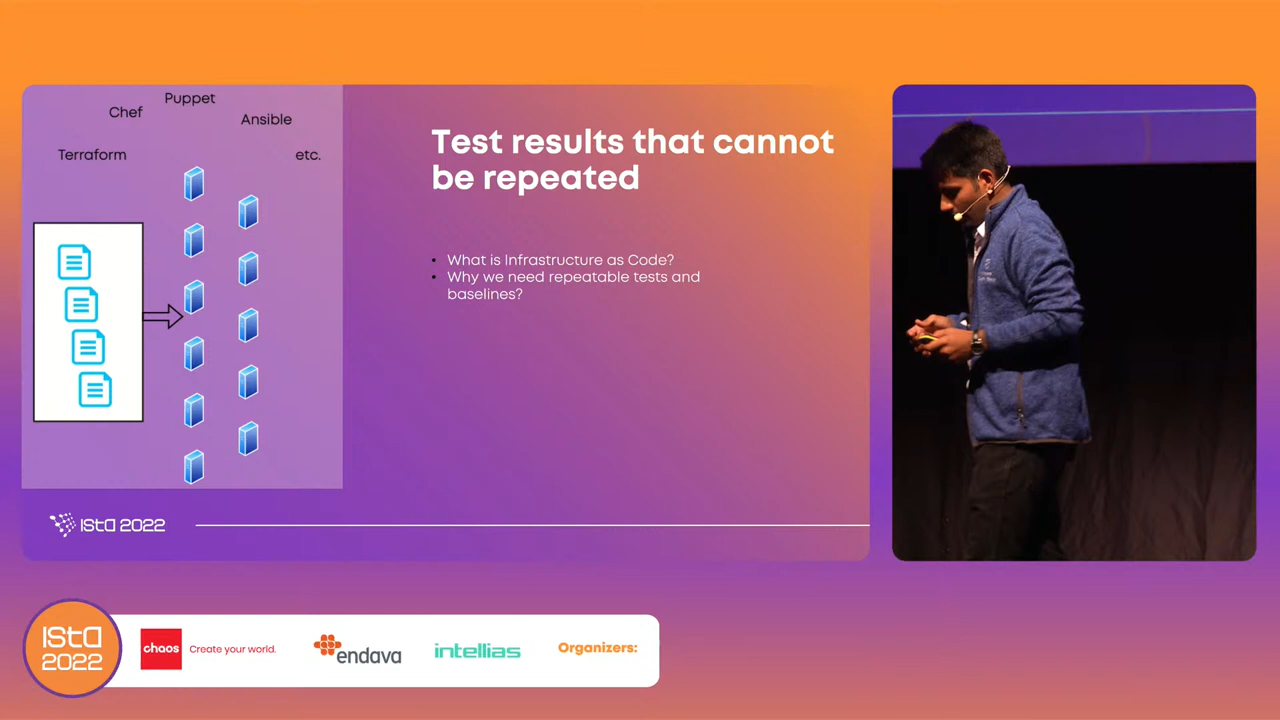 Puppet
Chef
Ansible
Terraform
etc.
Test results that cannot
be repeated
• What is Infrastructure as Code?
• Why we need repeatable tests and
baselines?
ISTA 2022
ISTA
2022
chaos
Create your world.
endava
intellias
Organizers: